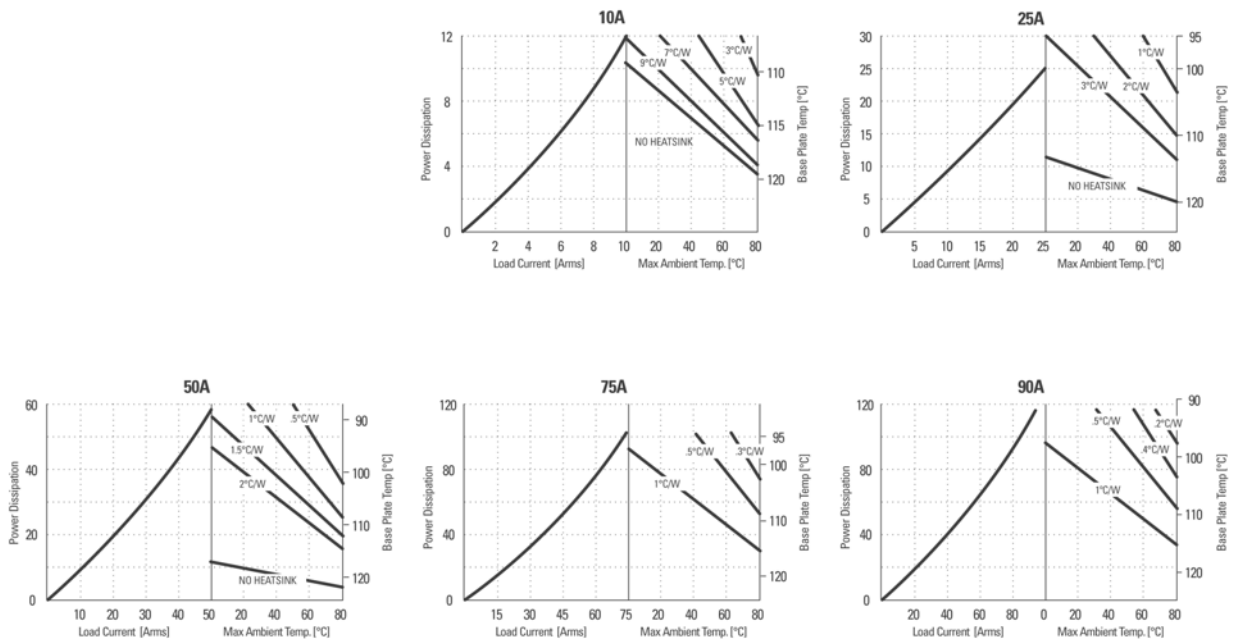 10A
Power Dissipation
12
8
4
0
9°C/W
7°C/W
5°C/W
3°C/W
NO HEATSINK
110
115
120
Base Plate Temp [°C]
2 4 6 8 10 20 40 60 80
Load Current [Arms] Max Ambient Temp. [°C]
25A
Power Dissipation
30
25
20
15
10
5
0
3°C/W
2°C/W
1°C/W
NO HEATSINK
95
100
110
120
Base Plate Temp [°C]
5 10 15 20 25 20 40 60 80
Load Current [Arms] Max Ambient Temp. [°C]
50A
Power Dissipation
60
40
20
0
1°C/W
.5°C/W
1.5°C/W
2°C/W
NO HEATSINK
90
100
110
120
Base Plate Temp [°C]
10 20 30 40 50 20 40 60 80
Load Current [Arms] Max Ambient Temp. [°C]
75A
Power Dissipation
120
80
40
0
.5°C/W
.3°C/W
1°C/W
95
100
110
120
Base Plate Temp [°C]
15 30 45 60 75 20 40 60 80
Load Current [Arms] Max Ambient Temp. [°C]
90A
Power Dissipation
120
80
40
0
.5°C/W
.2°C/W
.4°C/W
1°C/W
90
100
110
120
Base Plate Temp [°C]
20 40 60 80 0 20 40 60 80
Load Current [Arms] Max Ambient Temp. [°C]